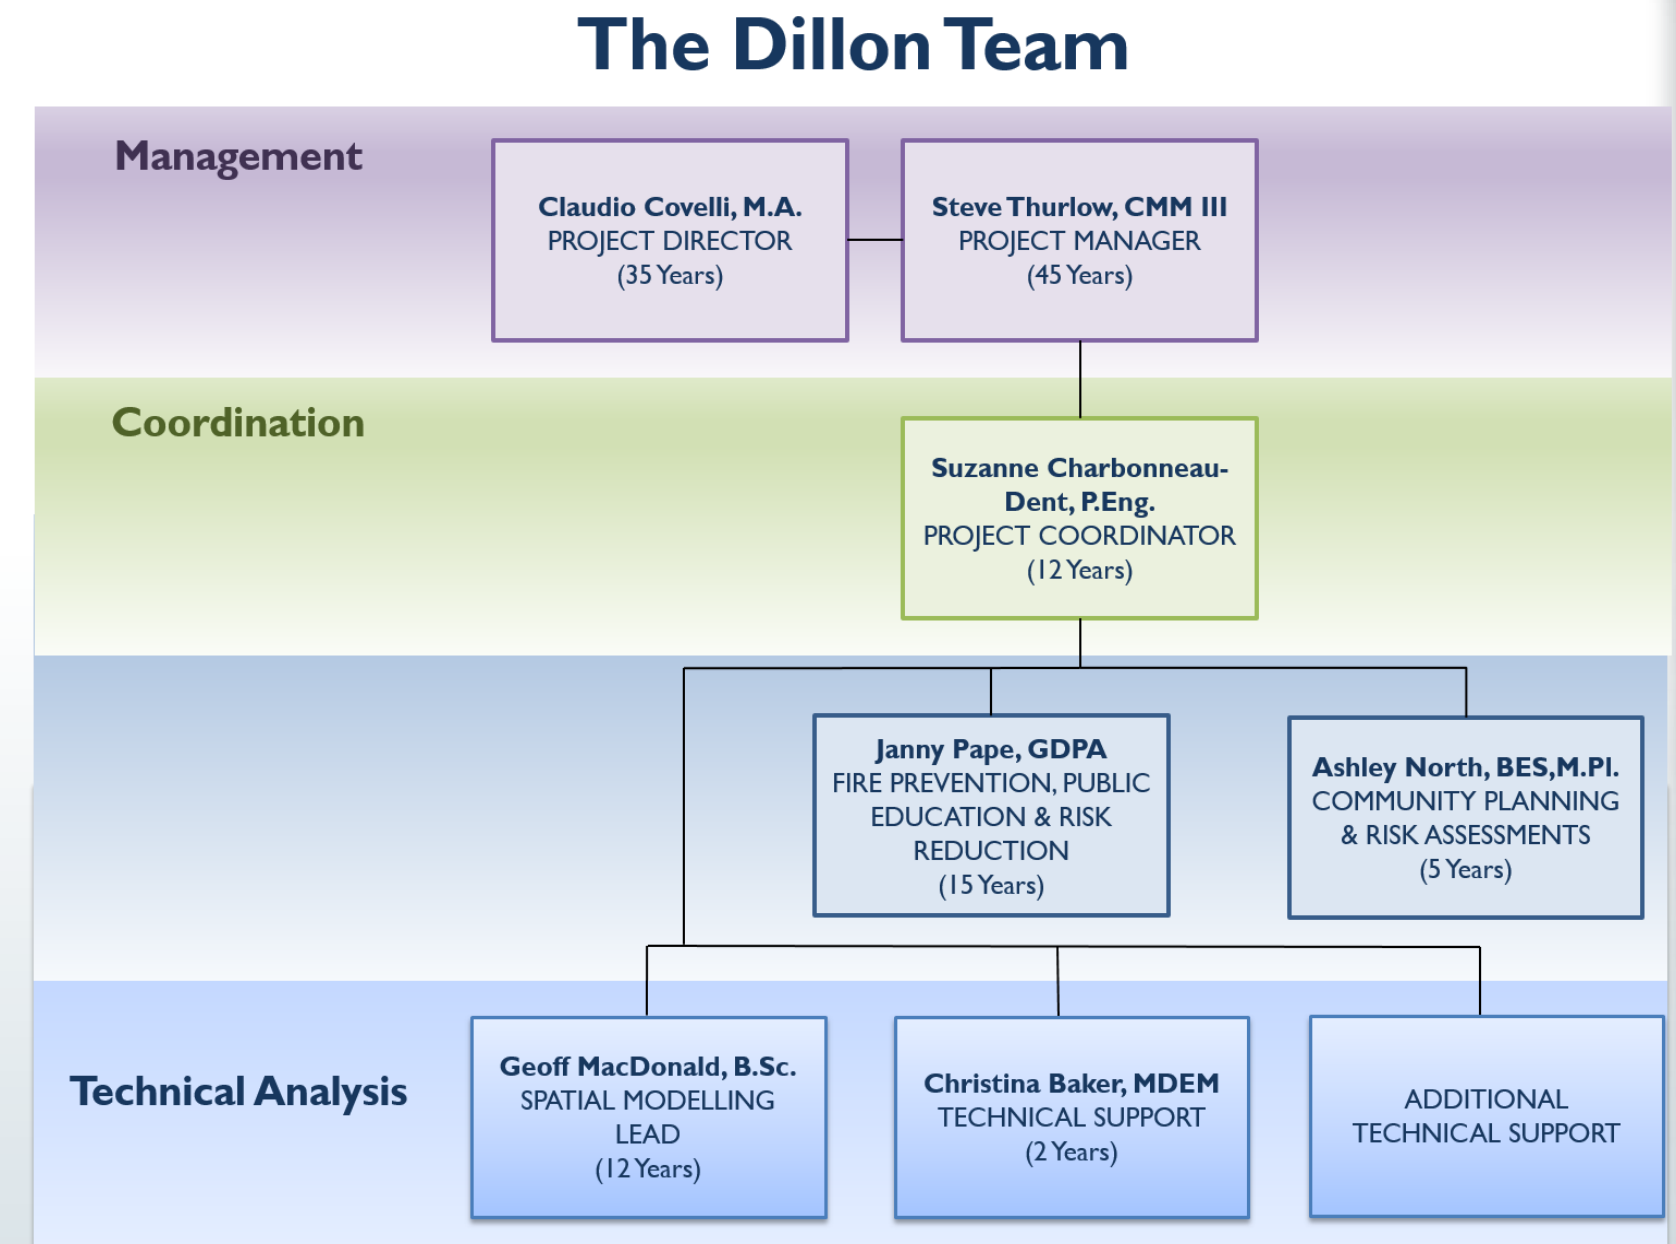 The Dillon Team
Management
Claudio Covelli, M.A.
PROJECT DIRECTOR
(35 Years)
Steve Thurlow, CMM III
PROJECT MANAGER
(45 Years)
Coordination
Suzanne Charbonneau-
Dent, P.Eng.
PROJECT COORDINATOR
(12 Years)
Janny Pape, GDPA
FIRE PREVENTION, PUBLIC
EDUCATION & RISK
REDUCTION
(15 Years)
Ashley North, BES,M.Pl.
COMMUNITY PLANNING
& RISK ASSESSMENTS
(5 Years)
Technical Analysis
Geoff MacDonald, B.Sc.
SPATIAL MODELLING
LEAD
(12 Years)
Christina Baker, MDEM
TECHNICAL SUPPORT
(2 Years)
ADDITIONAL
TECHNICAL SUPPORT